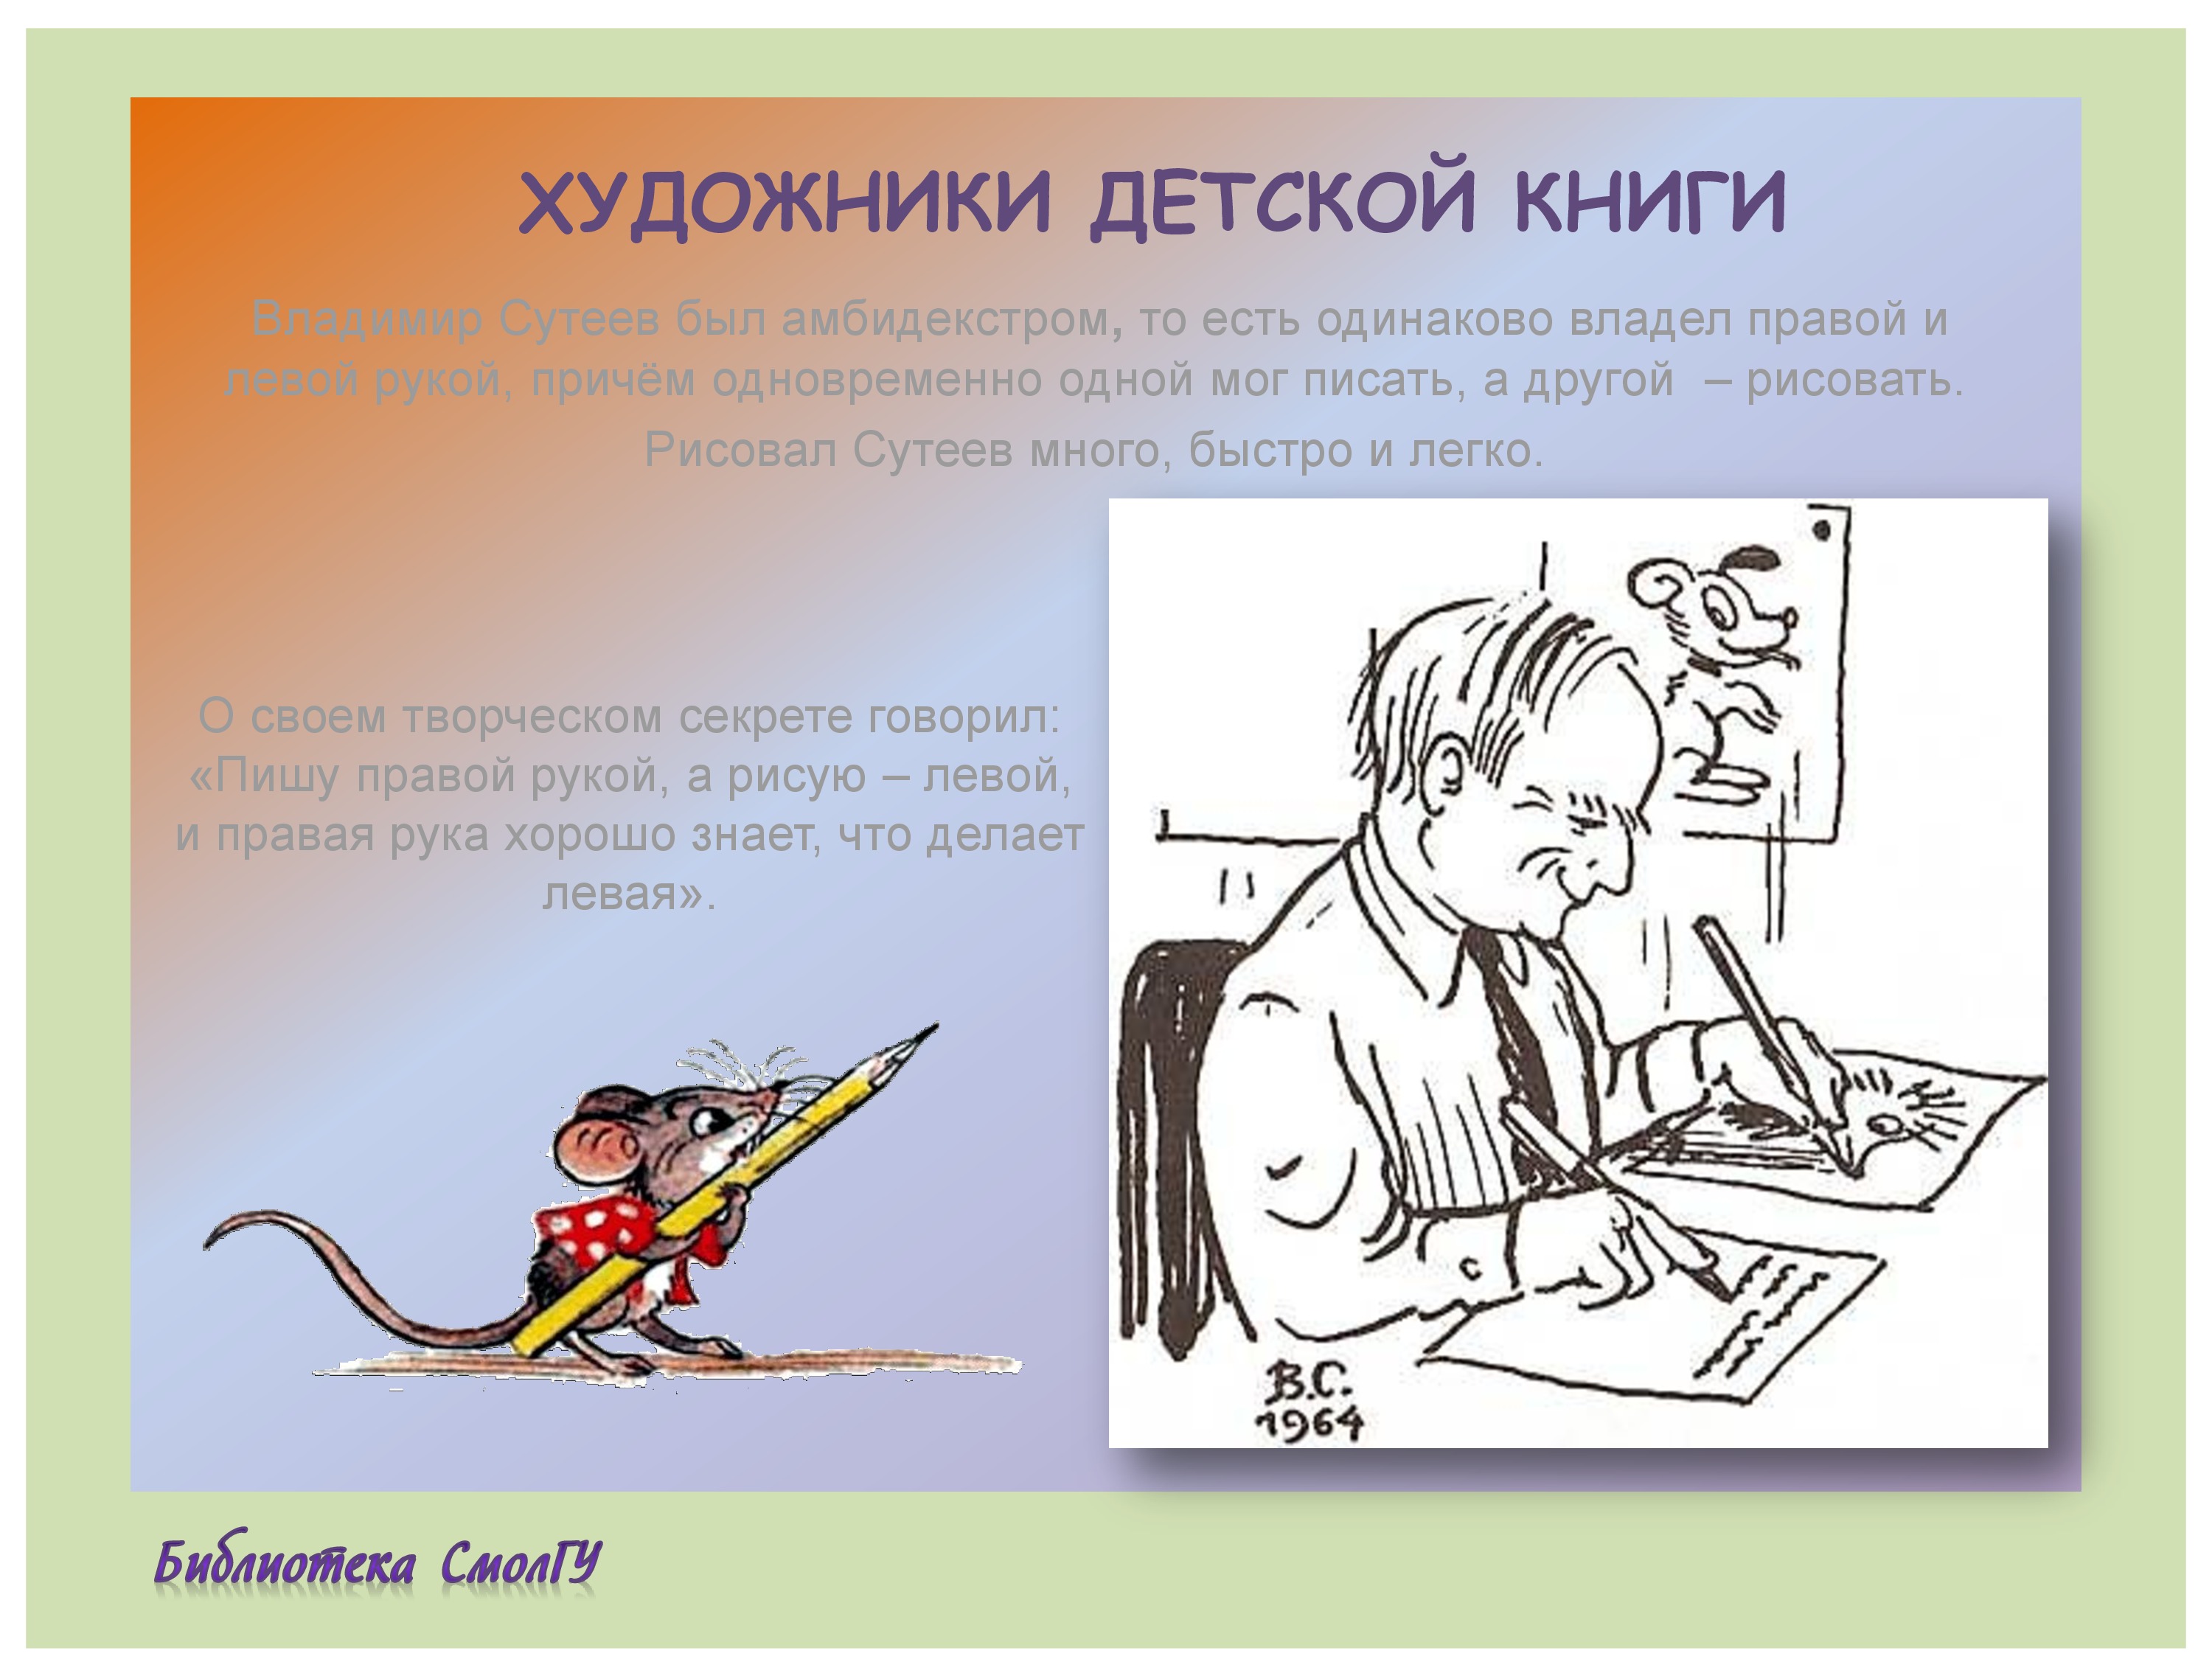 ХУДОЖНИКИ ДЕТСКОЙ КНИГИ
Владимир Сутеев был амбидекстром, то есть одинаково владел правой и
левой рукой, причём одновременно одной мог писать, а другой – рисовать.
Рисовал Сутеев много, быстро и легко.
О своем творческом секрете говорил:
«Пишу правой рукой, а рисую – левой,
и правая рука хорошо знает, что делает
левая».
В.С.
1964
Библиотека СмолГУ